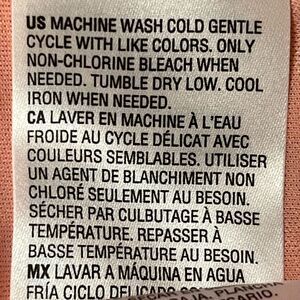 US MACHINE WASH COLD GENTLE
CYCLE WITH LIKE COLORS. ONLY
NON-CHLORINE BLEACH WHEN
NEEDED. TUMBLE DRY LOW. COOL
IRON WHEN NEEDED.
CA LAVER EN MACHINE À L'EAU
FROIDE AU CYCLE DÉLICAT AVEC
COULEURS SEMBLABLES. UTILISER
UN AGENT DE BLANCHIMENT NON
CHLORÉ SEULEMENT AU BESOIN.
SÉCHER PAR CULBUTAGE À BASSE
TEMPÉRATURE. REPASSER À
BASSE TEMPÉRATURE AU BESOIN.
MX LAVAR A MÁQUINA EN AGUA
FRÍA CICLO DELICADO